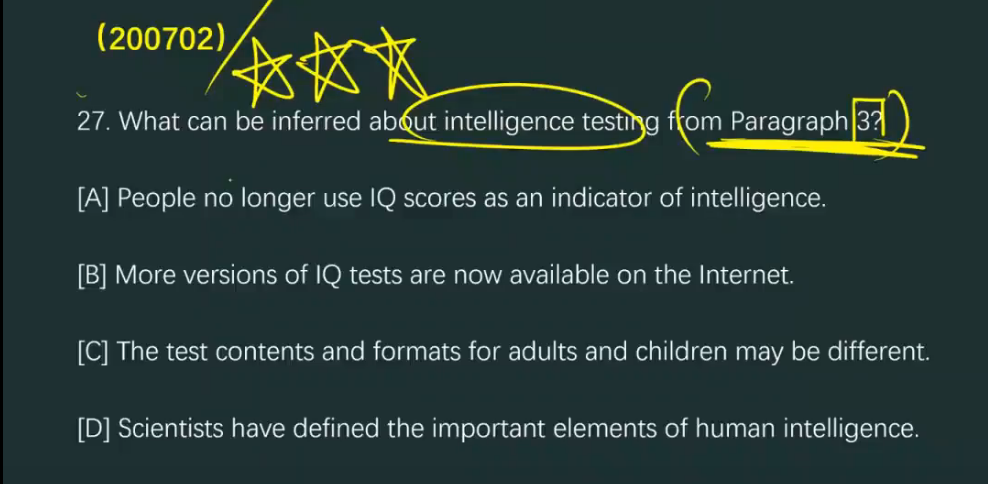 (200702)
27. What can be inferred about intelligence testing from Paragraph 3?
[A] People no longer use IQ scores as an indicator of intelligence.
[B] More versions of IQ tests are now available on the Internet.
[C] The test contents and formats for adults and children may be different.
[D] Scientists have defined the important elements of human intelligence.